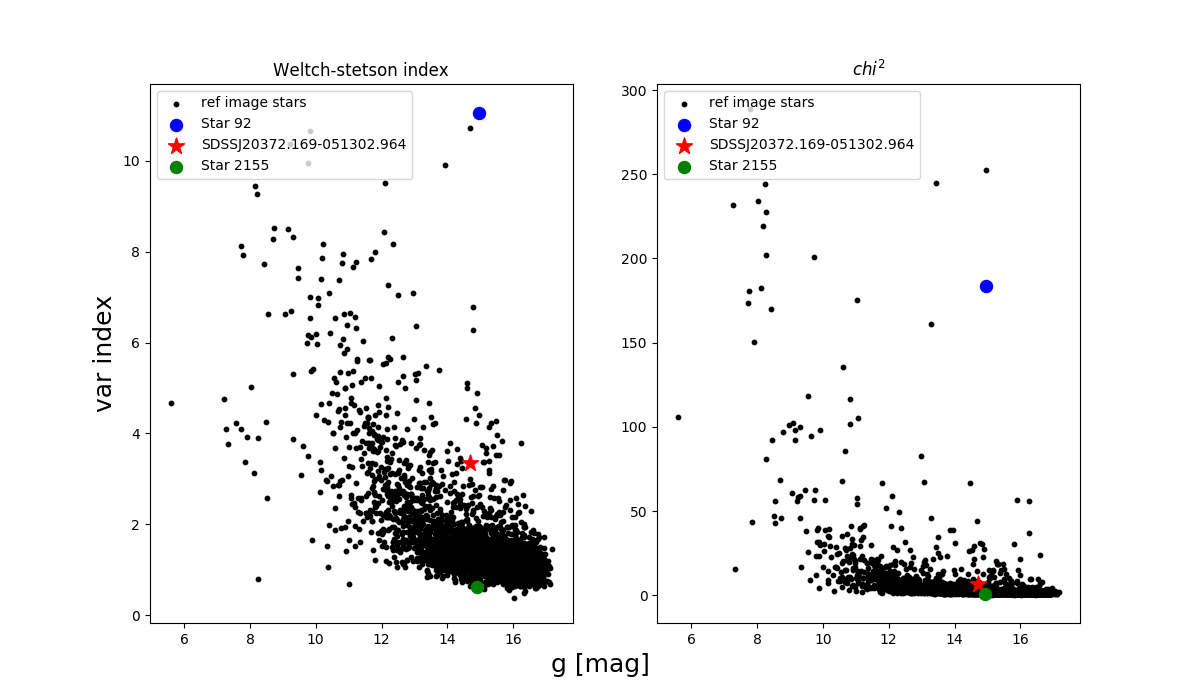 Weltch-stetson index
chi²
ref image stars
Star 92
SDSSJ20372.169-051302.964
Star 2155
ref image stars
Star 92
SDSSJ20372.169-051302.964
Star 2155
var index
10
8
6
4
2
0
6 8 10 12 14 16
300
250
200
150
100
50
0
6 8 10 12 14 16
g [mag]